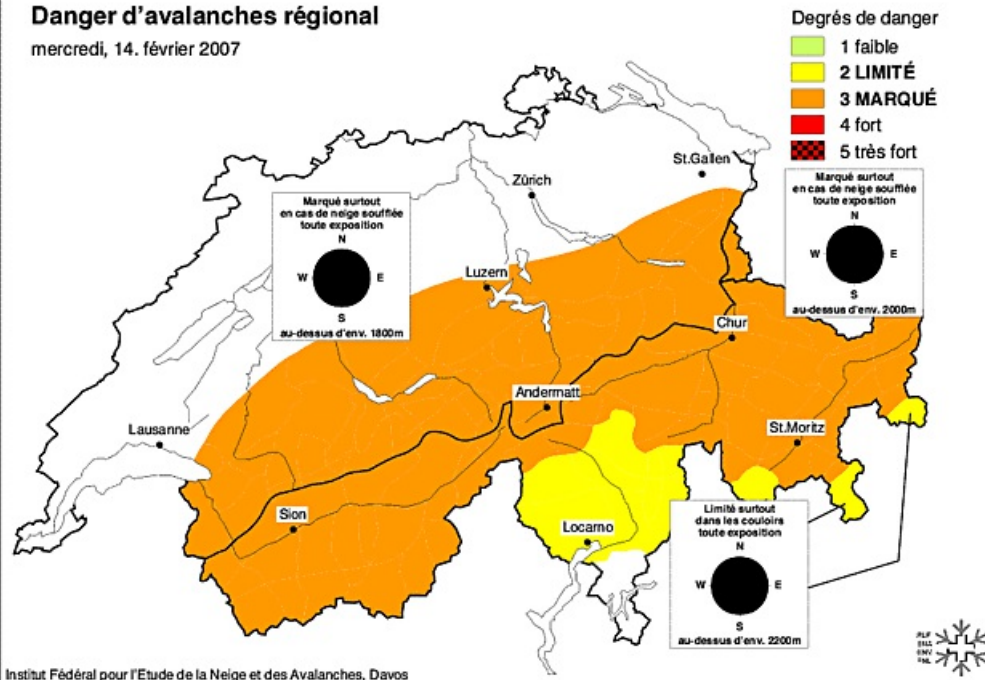 Danger d'avalanches régional
mercredi, 14. février 2007
Degrés de danger
1 faible
2 LIMITÉ
3 MARQUÉ
4 fort
5 très fort
Marqué surtout
en cas de neige soufflée
toute exposition
N
W E
S
au-dessus d'env. 1800m
Marqué surtout
en cas de neige soufflée
toute exposition
N
W E
S
au-dessus d'env. 2000m
St.Gallen
Zürich
Luzern
Chur
Andermatt
Lausanne
St.Moritz
Sion
Locarno
Limité surtout
dans les couloirs
toute exposition
N
W E
S
au-dessus d'env. 2200m
SLF
ENA
ENV
SNL
Institut Fédéral pour l'Etude de la Neige et des Avalanches, Davos